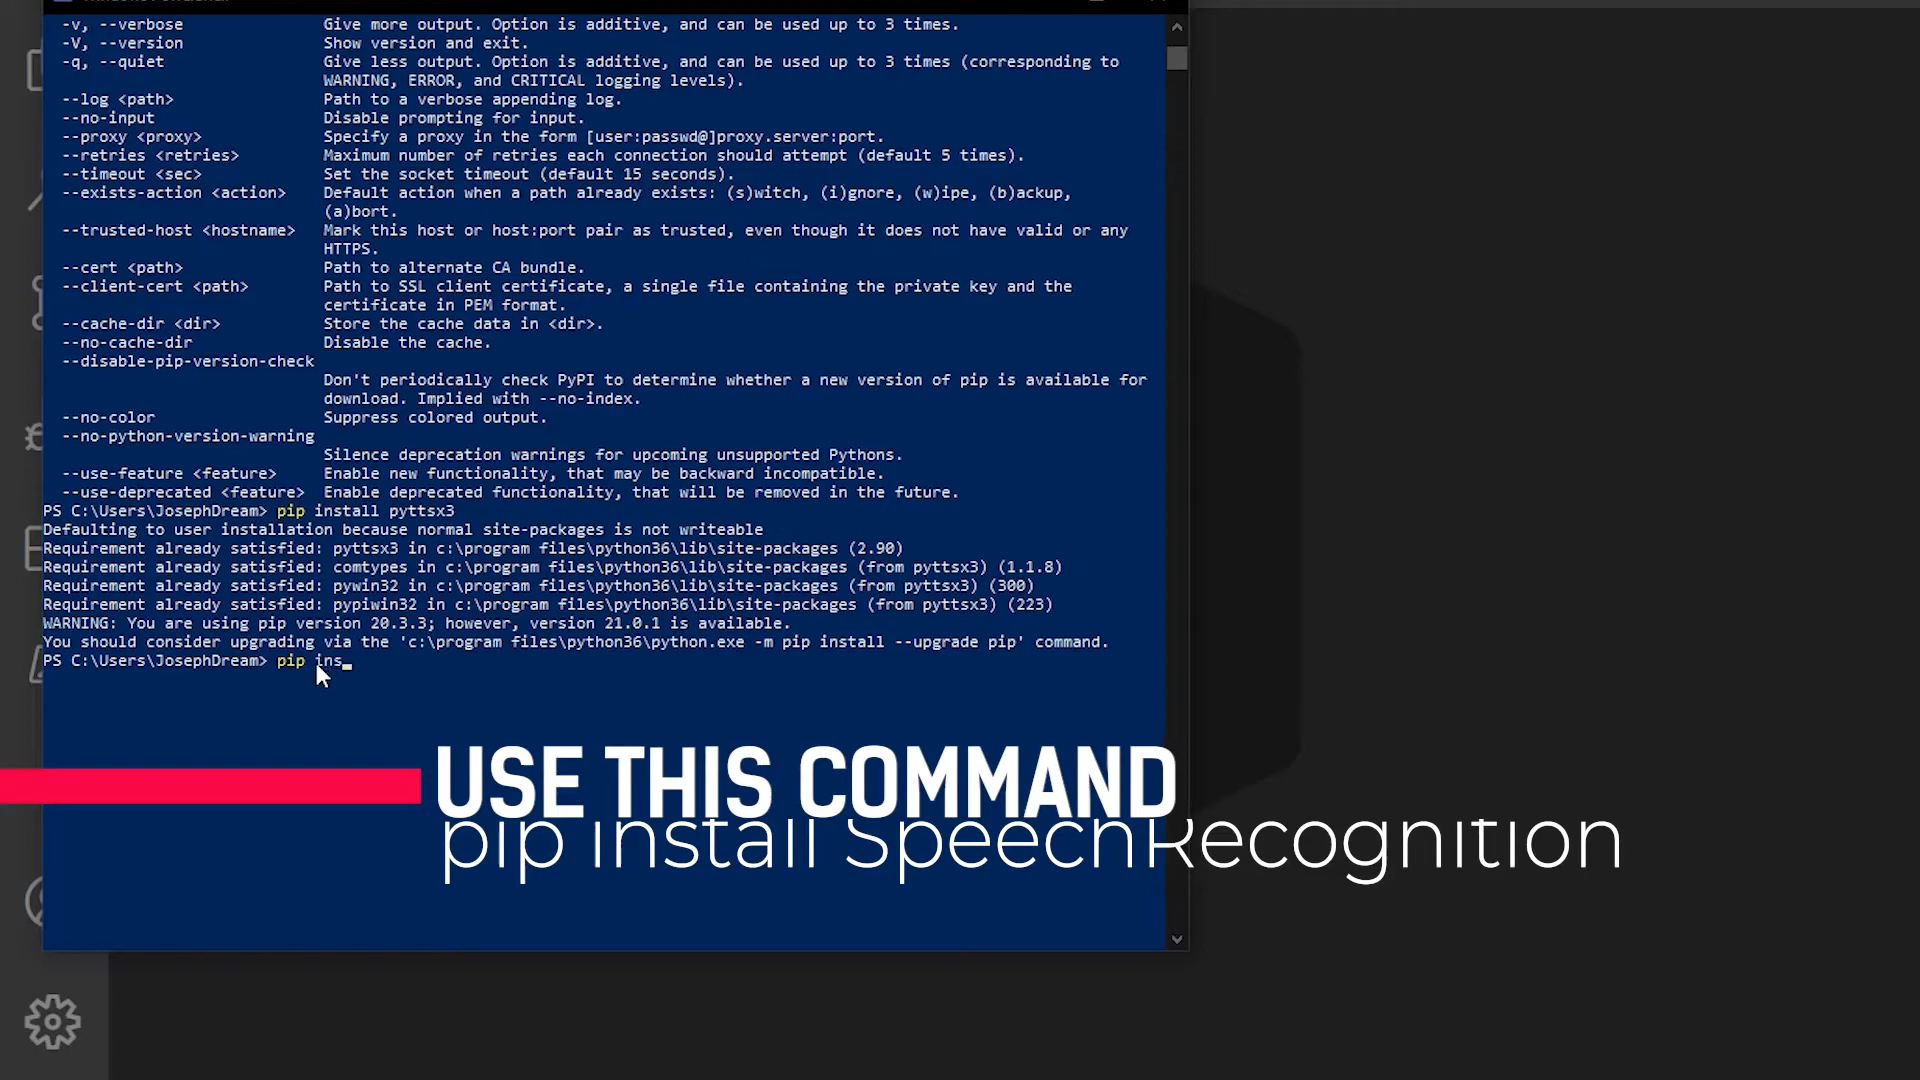 -v, --verbose Give more output. Option is additive, and can be used up to 3 times.
-V, --version Show version and exit.
-q, --quiet Give less output. Option is additive, and can be used up to 3 times (corresponding to
WARNING, ERROR, and CRITICAL logging levels).
--log <path> Path to a verbose appending log.
--no-input Disable prompting for input.
--proxy <proxy> Specify a proxy in the form [user:passwd@]proxy.server:port.
--retries <retries> Maximum number of retries each connection should attempt (default 5 times).
--timeout <sec> Set the socket timeout (default 15 seconds).
--exists-action <action> Default action when a path already exists: (s)witch, (i)gnore, (w)ipe, (b)ackup,
(a)bort.
--trusted-host <hostname> Mark this host or host:port pair as trusted, even though it does not have valid or any
HTTPS.
--cert <path> Path to alternate CA bundle.
--client-cert <path> Path to SSL client certificate, a single file containing the private key and the
certificate in PEM format.
--cache-dir <dir> Store the cache data in <dir>.
--no-cache-dir Disable the cache.
--disable-pip-version-check
Don't periodically check PyPI to determine whether a new version of pip is available for
download. Implied with --no-index.
--no-color Suppress colored output.
--no-python-version-warning
Silence deprecation warnings for upcoming unsupported Pythons.
--use-feature <feature> Enable new functionality, that may be backward incompatible.
--use-deprecated <feature> Enable deprecated functionality, that will be removed in the future.
PS C:\Users\JosephDream> pip install pyttsx3
Defaulting to user installation because normal site-packages is not writeable
Requirement already satisfied: pyttsx3 in c:\program files\python36\lib\site-packages (2.90)
Requirement already satisfied: comtypes in c:\program files\python36\lib\site-packages (from pyttsx3) (1.1.8)
Requirement already satisfied: pywin32 in c:\program files\python36\lib\site-packages (from pyttsx3) (300)
Requirement already satisfied: pypiwin32 in c:\program files\python36\lib\site-packages (from pyttsx3) (223)
WARNING: You are using pip version 20.3.3; however, version 21.0.1 is available.
You should consider upgrading via the 'c:\program files\python36\python.exe -m pip install --upgrade pip' command.
PS C:\Users\JosephDream> pip ins_
USE THIS COMMAND
pip install SpeechRecognition